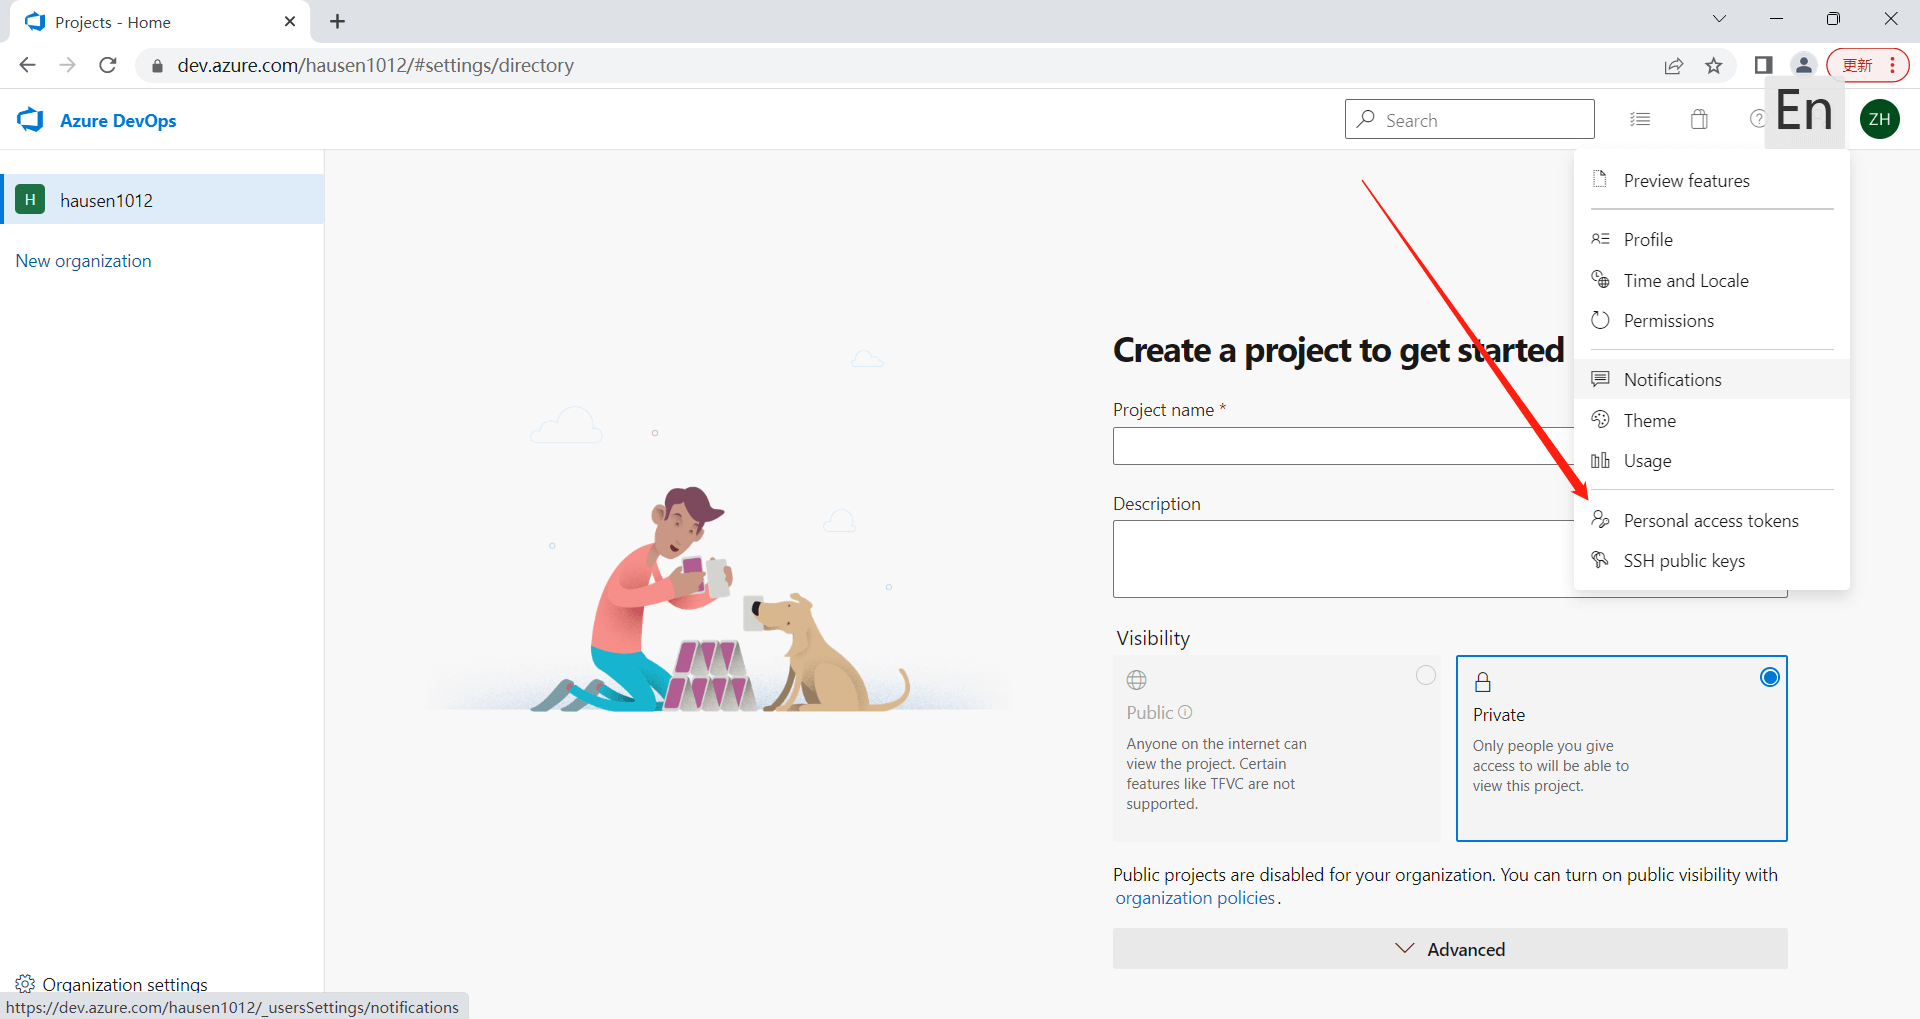 Projects - Home
dev.azure.com/hausen1012/#settings/directory
更新
Azure DevOps
Search
En
ZH
H
hausen1012
New organization
Preview features
Profile
Time and Locale
Permissions
Notifications
Theme
Usage
Personal access tokens
SSH public keys
Create a project to get started
Project name *
Description
Visibility
Public
Anyone on the internet can
view the project. Certain
features like TFVC are not
supported.
Private
Only people you give
access to will be able to
view this project.
Public projects are disabled for your organization. You can turn on public visibility with
organization policies.
Advanced
Organization settings
https://dev.azure.com/hausen1012/_usersSettings/notifications